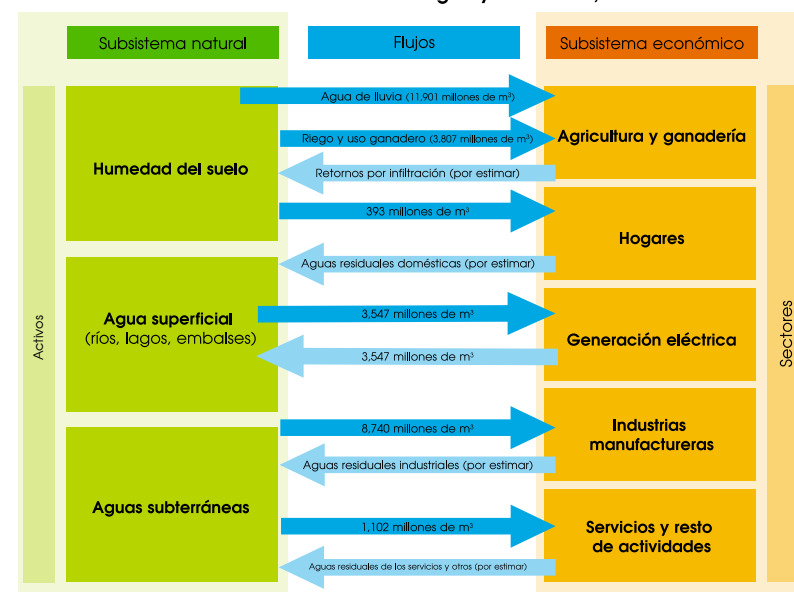 Subsistema natural
Flujos
Subsistema económico
Activos
Sectores
Humedad del suelo
Agua superficial
(ríos, lagos, embalses)
Aguas subterráneas
Agua de lluvia (11,901 millones de m³)
Riego y uso ganadero (3,807 millones de m³)
Retornos por infiltración (por estimar)
393 millones de m³
Aguas residuales domésticas (por estimar)
3,547 millones de m³
3,547 millones de m³
8,740 millones de m³
Aguas residuales industriales (por estimar)
1,102 millones de m³
Aguas residuales de los servicios y otros (por estimar)
Agricultura y ganadería
Hogares
Generación eléctrica
Industrias
manufactureras
Servicios y resto
de actividades